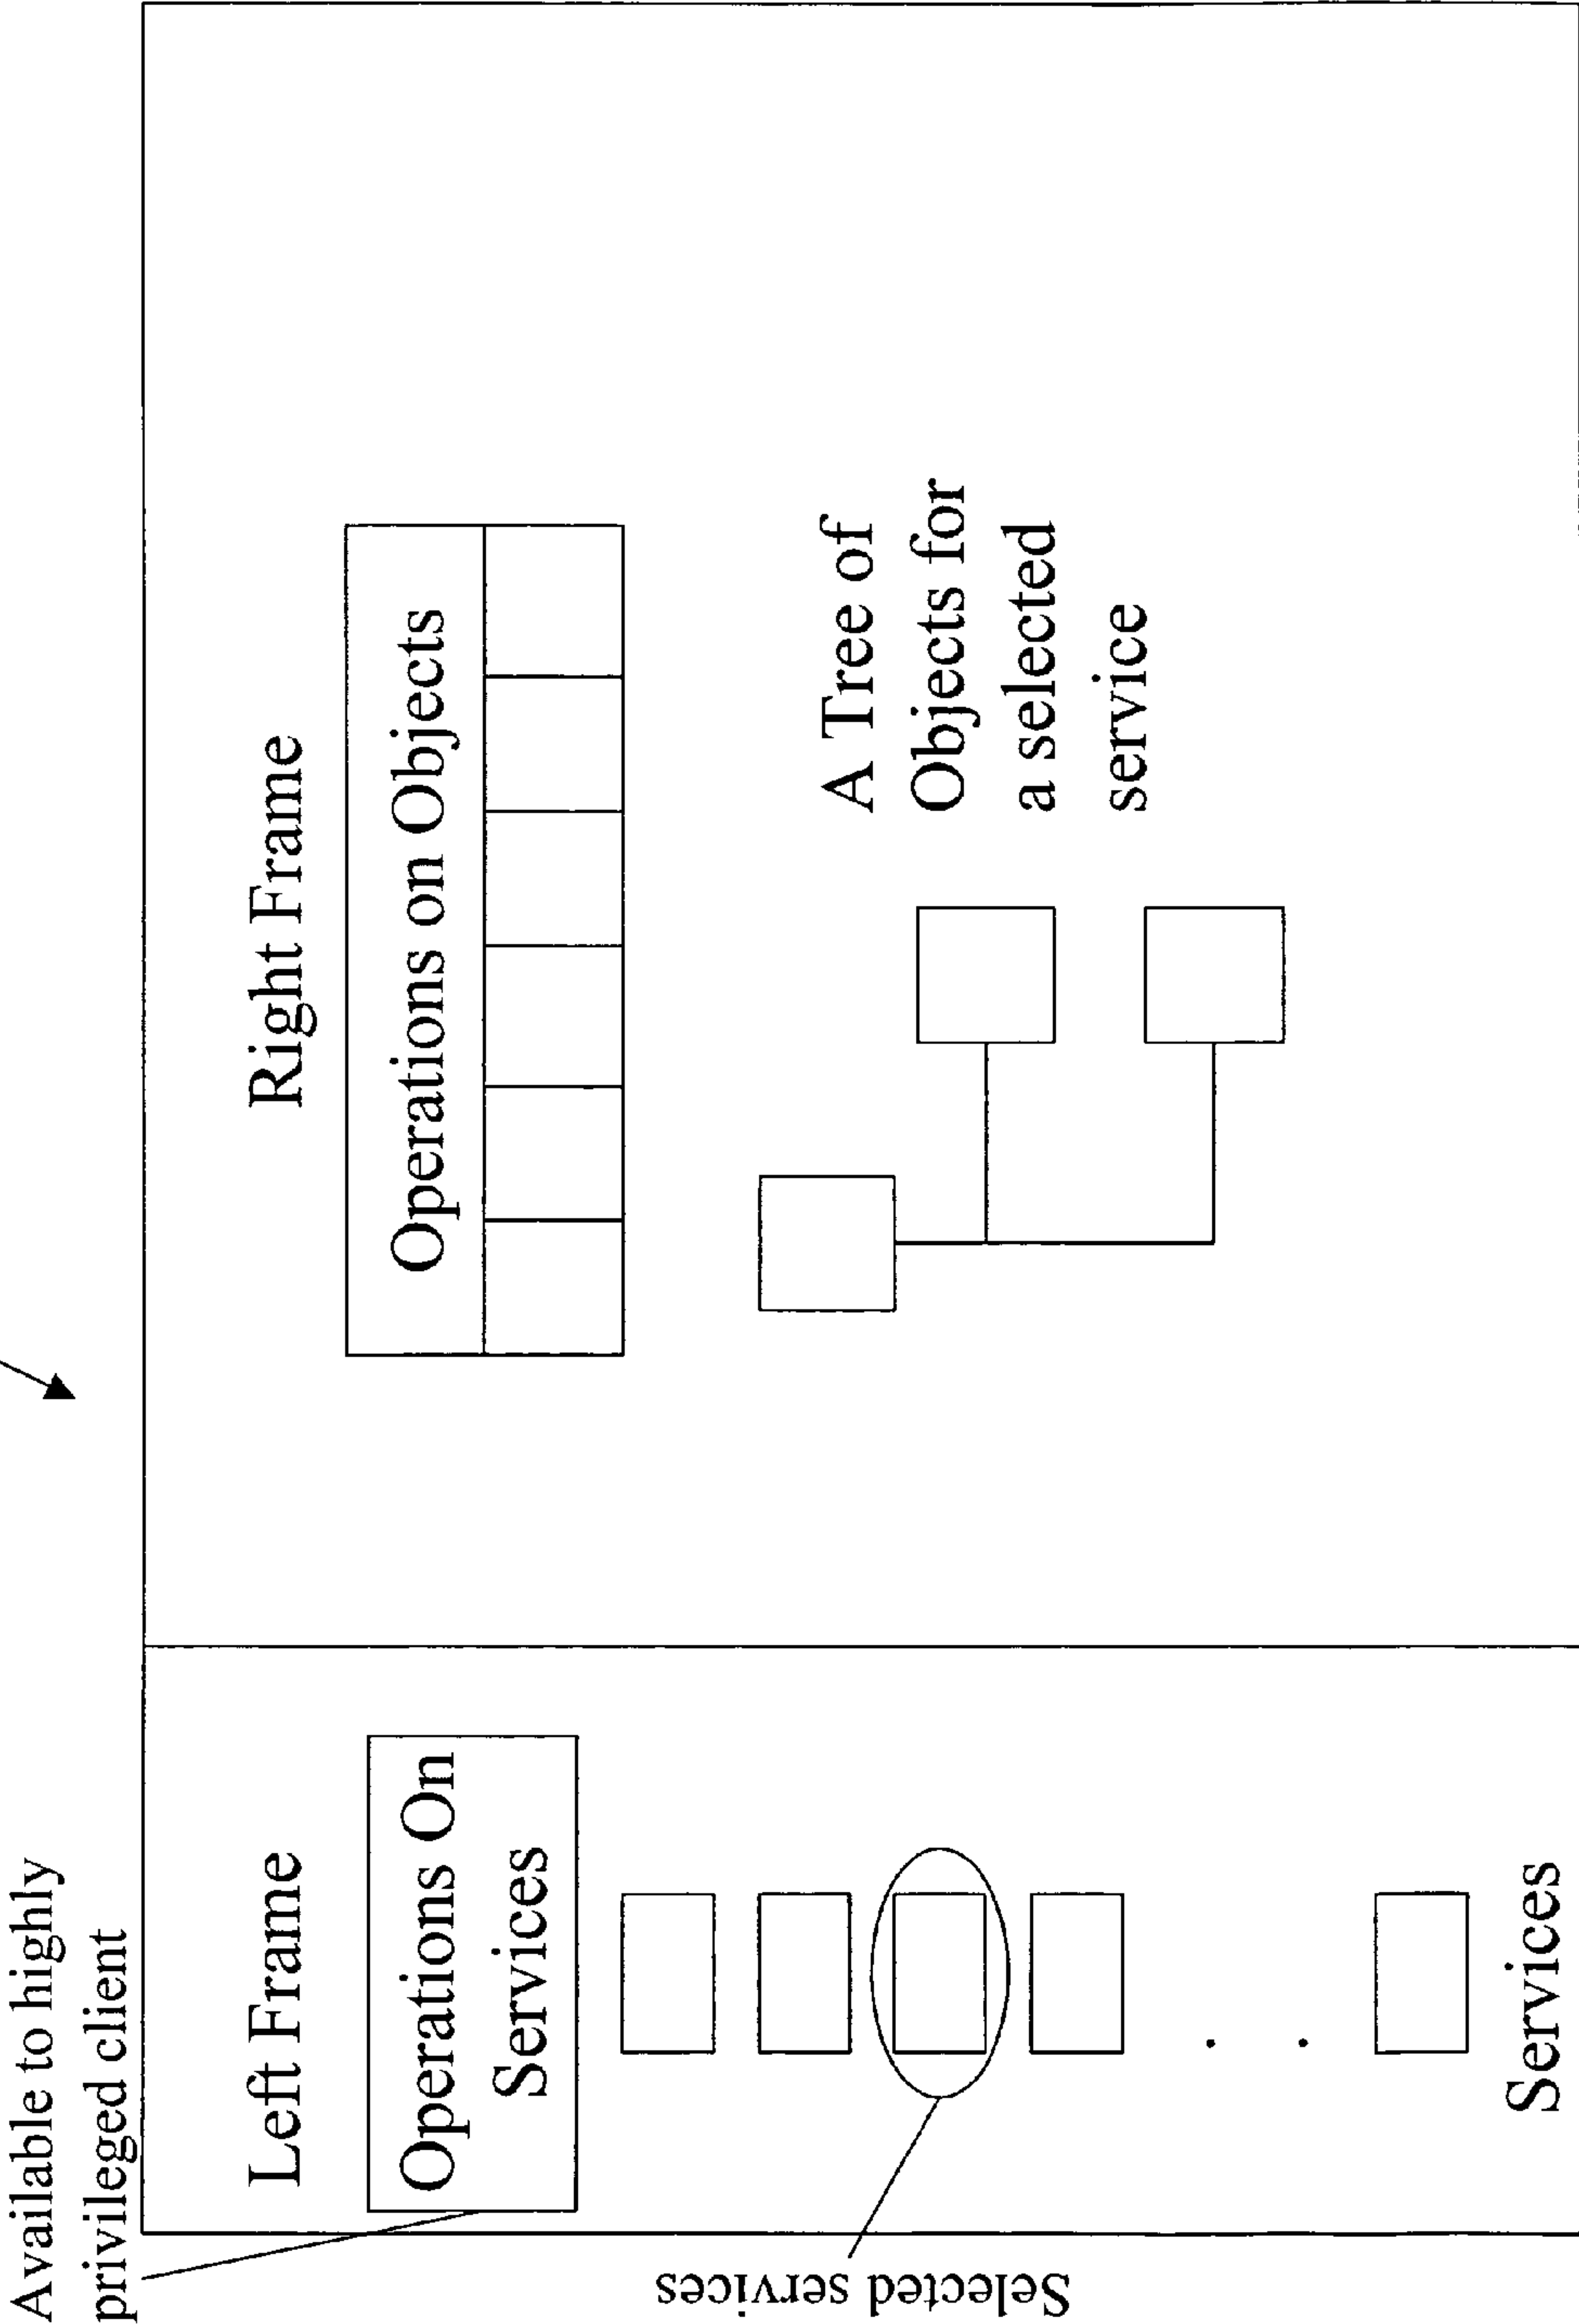 Available to highly
privileged client
Left Frame
Operations On
Services
Selected services
Services
Right Frame
Operations on Objects
A Tree of
Objects for
a selected
service